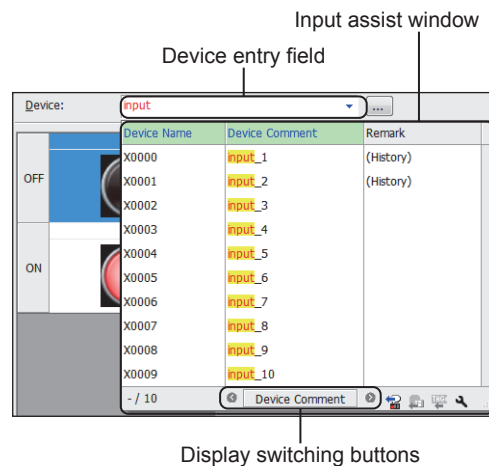 Input assist window
Device entry field
Device: input ...
Device Name Device Comment Remark
X0000 input_1 (History)
OFF X0001 input_2 (History)
X0002 input_3
X0003 input_4
ON X0004 input_5
X0005 input_6
X0006 input_7
X0007 input_8
X0008 input_9
X0009 input_10
- / 10 Device Comment
Display switching buttons